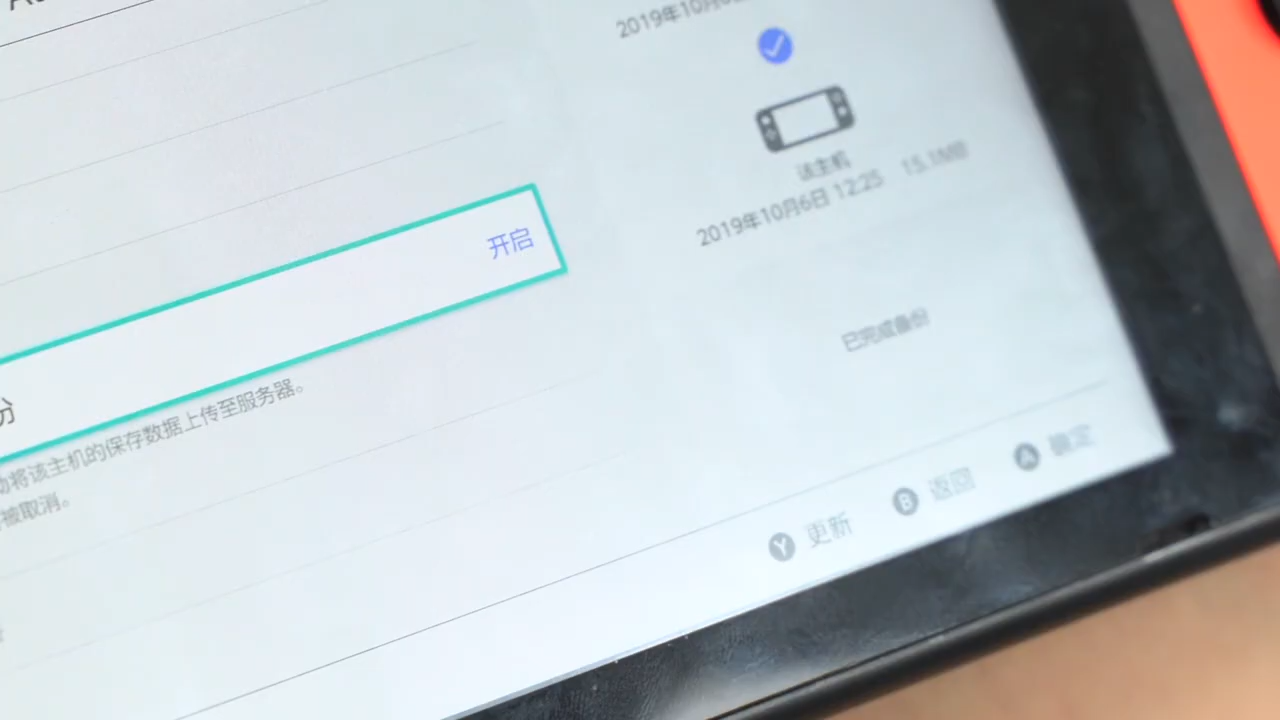 开启
份
动将该主机的保存数据上传至服务器。
被取消。
2019年10月6日
该主机
2019年10月6日 12:25 15.1MB
已完成备份
Y 更新 B 返回 A 确定